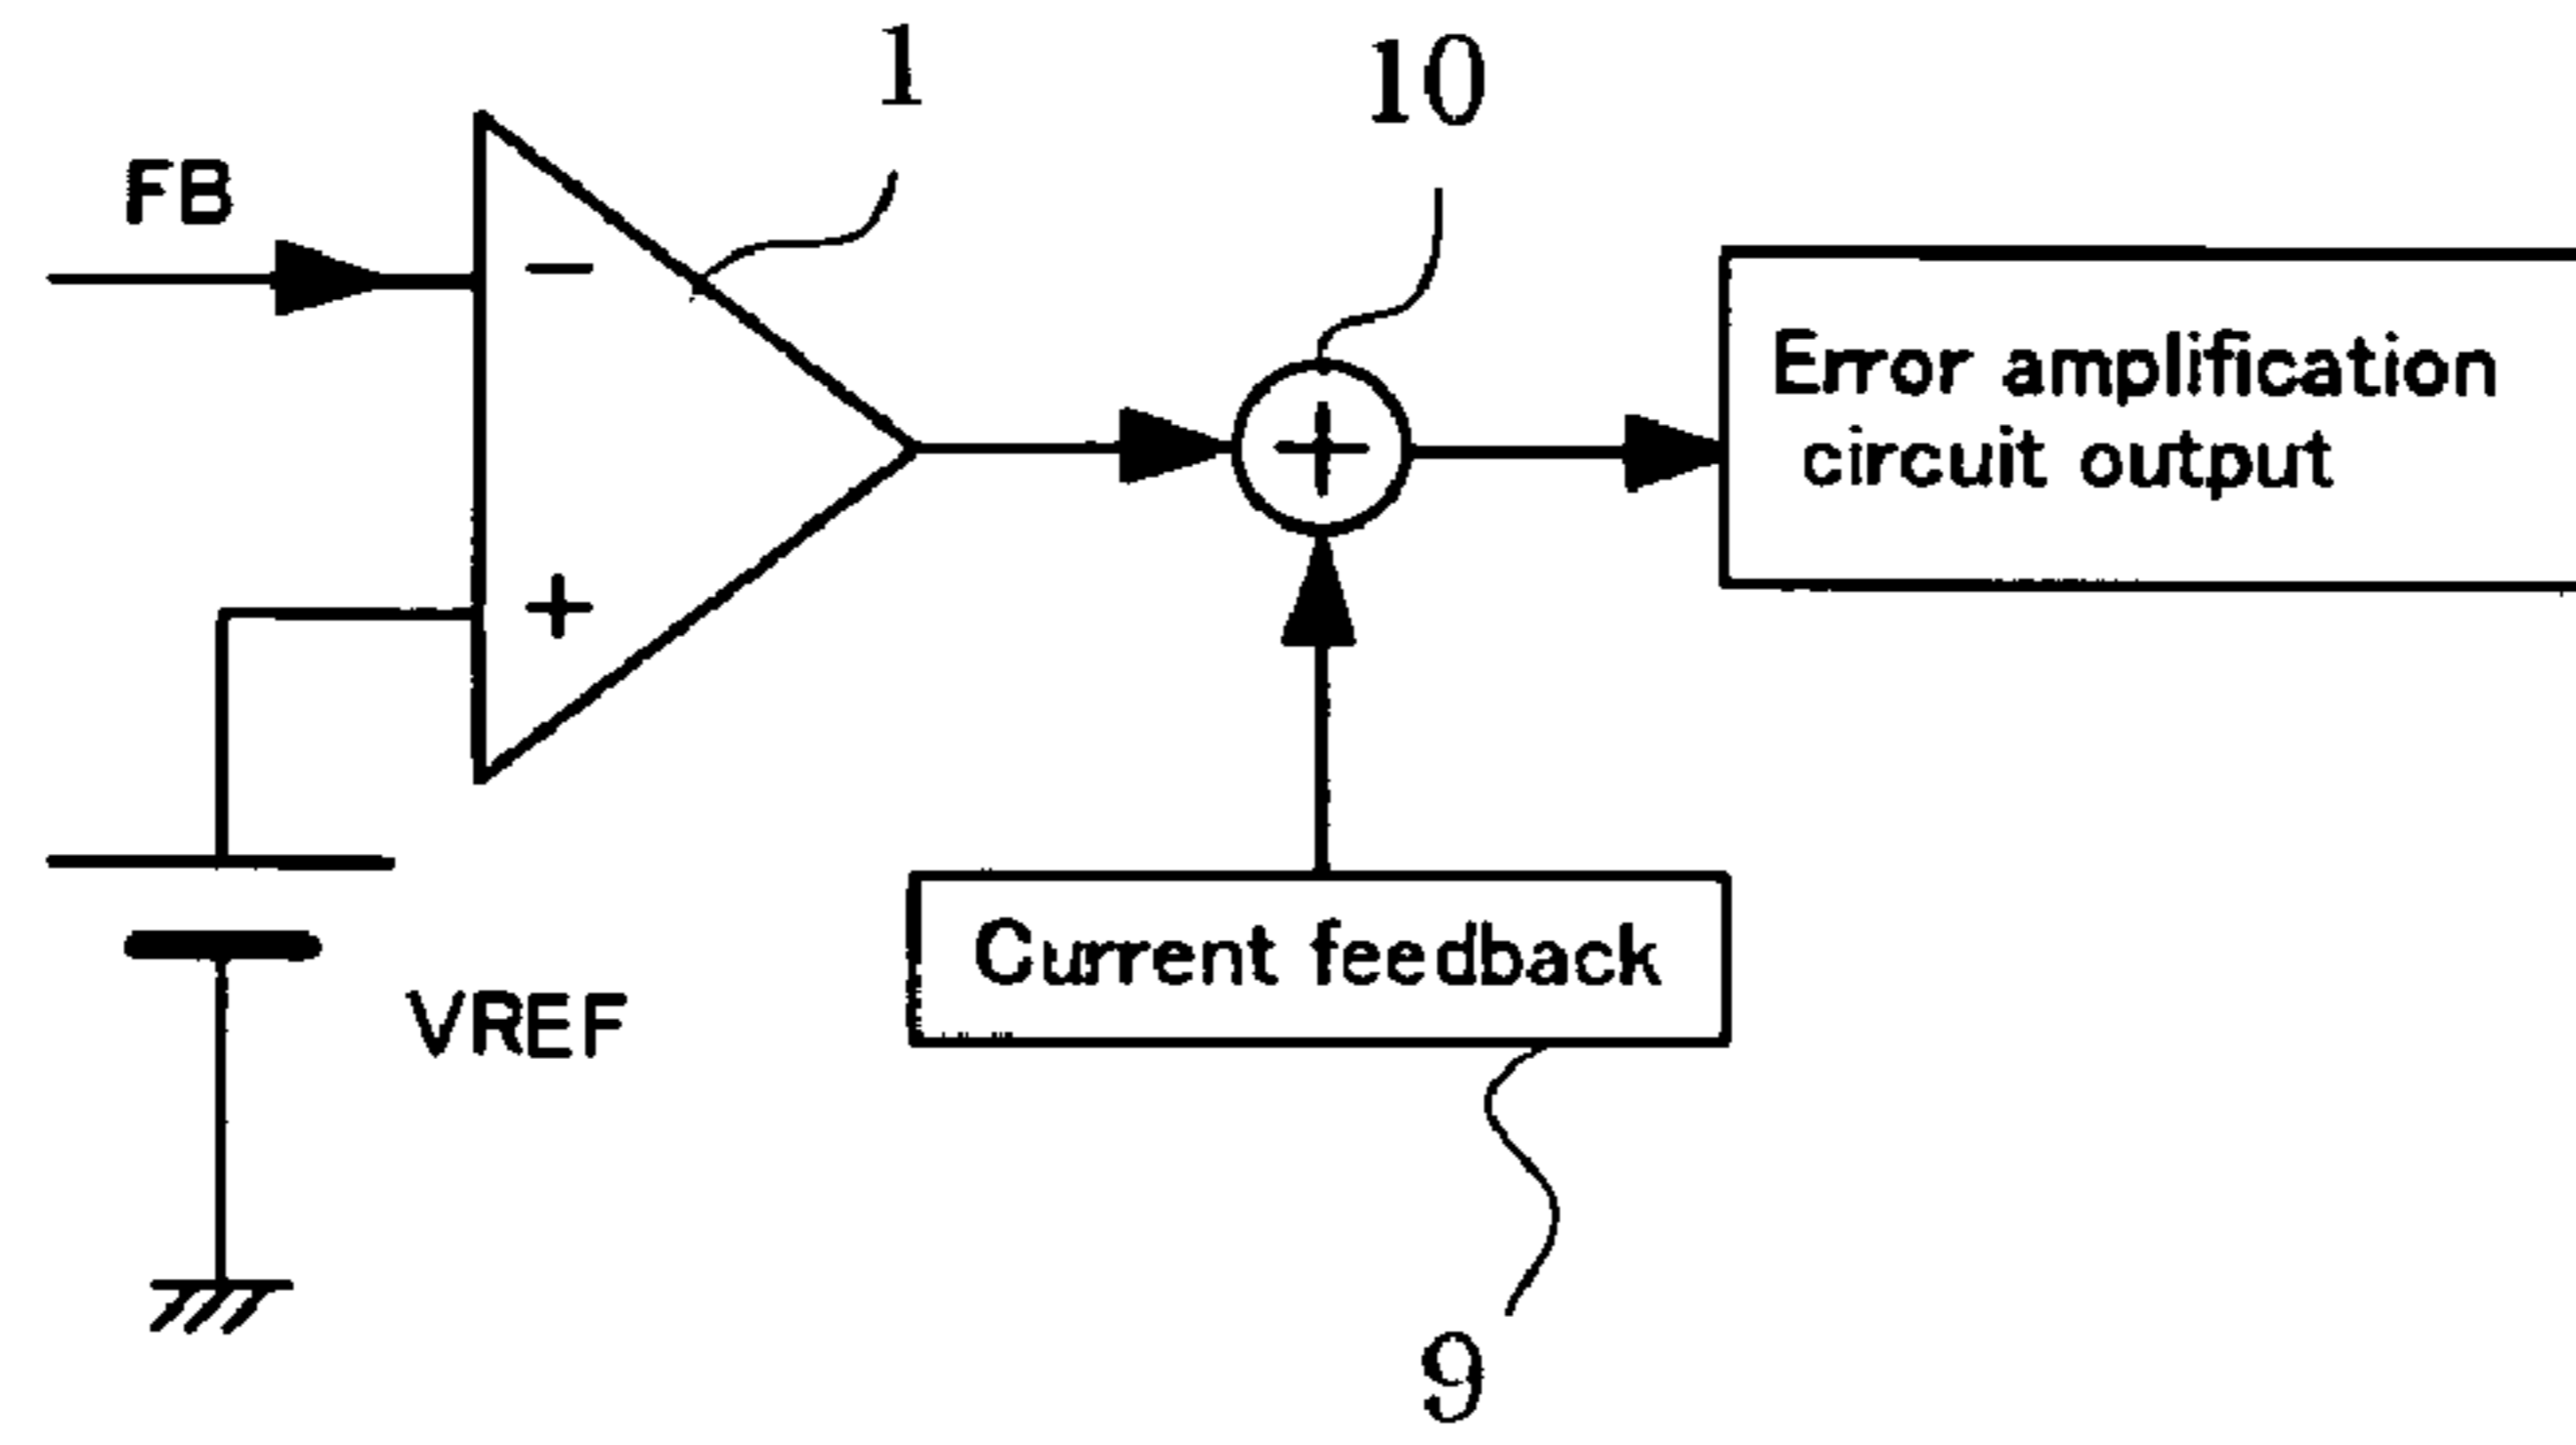 1
10
FB
−
Error amplification
circuit output
+
+
Current feedback
VREF
9